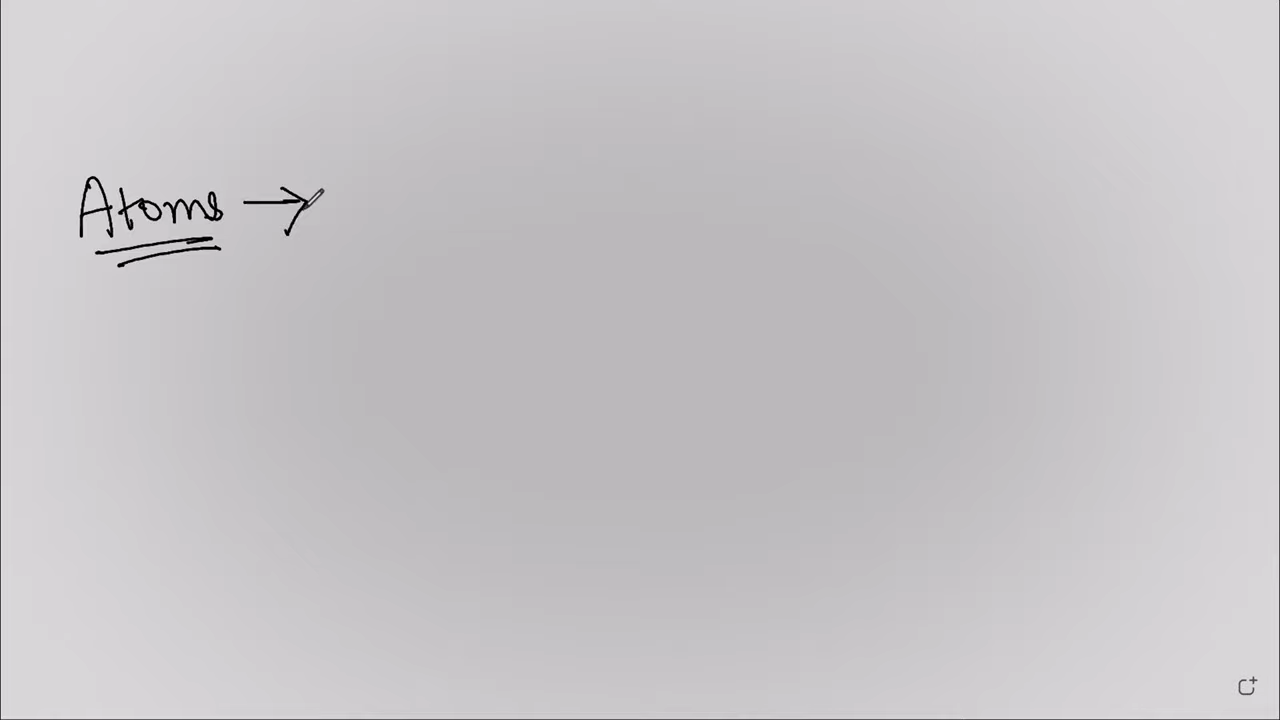 Atoms →